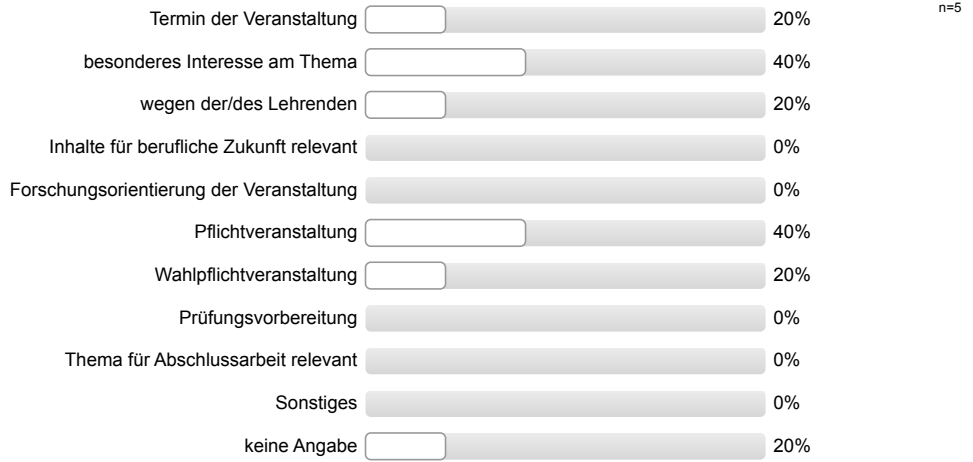 Termin der Veranstaltung 20% n=5
besonderes Interesse am Thema 40%
wegen der/des Lehrenden 20%
Inhalte für berufliche Zukunft relevant 0%
Forschungsorientierung der Veranstaltung 0%
Pflichtveranstaltung 40%
Wahlpflichtveranstaltung 20%
Prüfungsvorbereitung 0%
Thema für Abschlussarbeit relevant 0%
Sonstiges 0%
keine Angabe 20%